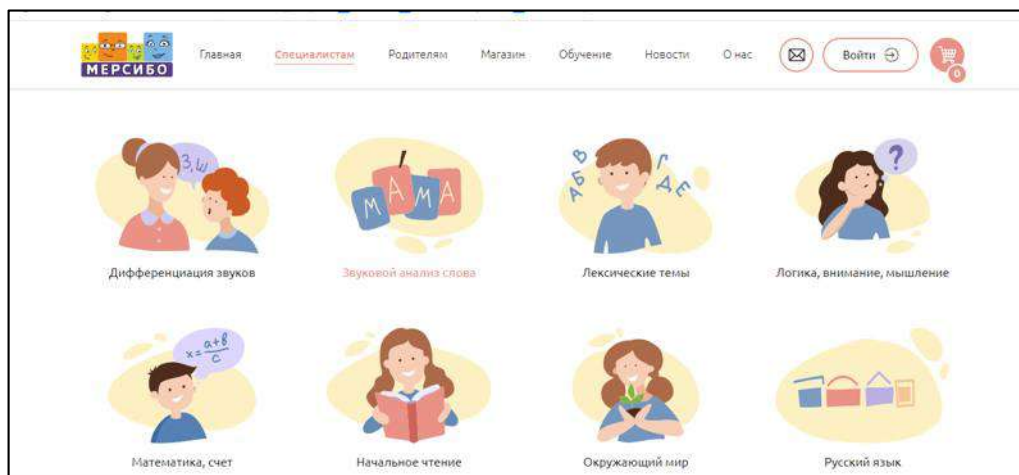 МЕРСИБО
Главная Специалистам Родителям Магазин Обучение Новости О нас Войти 0
З, Ш
МАМА
А Б В Г Д Е
?
Дифференциация звуков Звуковой анализ слова Лексические темы Логика, внимание, мышление
x = a+b/c
Математика, счет Начальное чтение Окружающий мир Русский язык